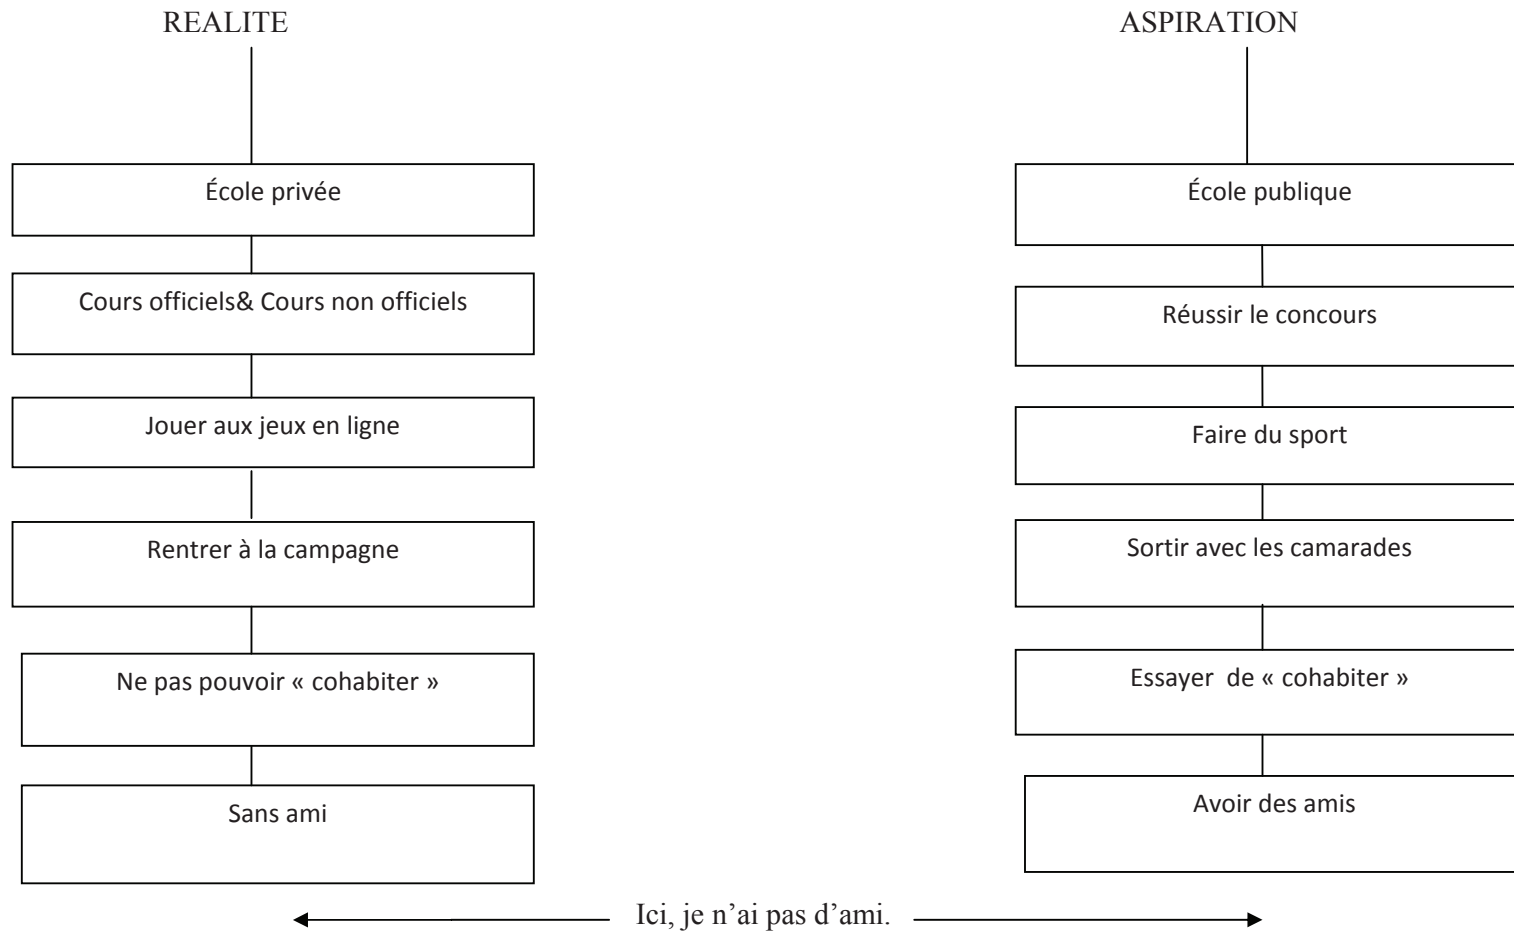 REALITE
École privée
Cours officiels& Cours non officiels
Jouer aux jeux en ligne
Rentrer à la campagne
Ne pas pouvoir « cohabiter »
Sans ami
ASPIRATION
École publique
Réussir le concours
Faire du sport
Sortir avec les camarades
Essayer de « cohabiter »
Avoir des amis
Ici, je n’ai pas d’ami.